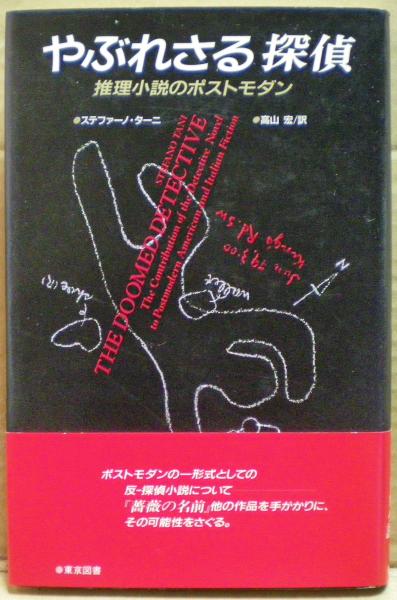 やぶれさる探偵
推理小説のポストモダン
●ステファーノ・ターニ
●高山 宏/訳
STEFANO TANI
THE DOOMED DETECTIVE
The Contribution of the Detective Novel
to Postmodern American and Italian Fiction
Kings Rd. SW
wallet
N
ポストモダンの一形式としての
反-探偵小説について
『薔薇の名前』他の作品を手がかりに、
その可能性をさぐる。
●東京図書